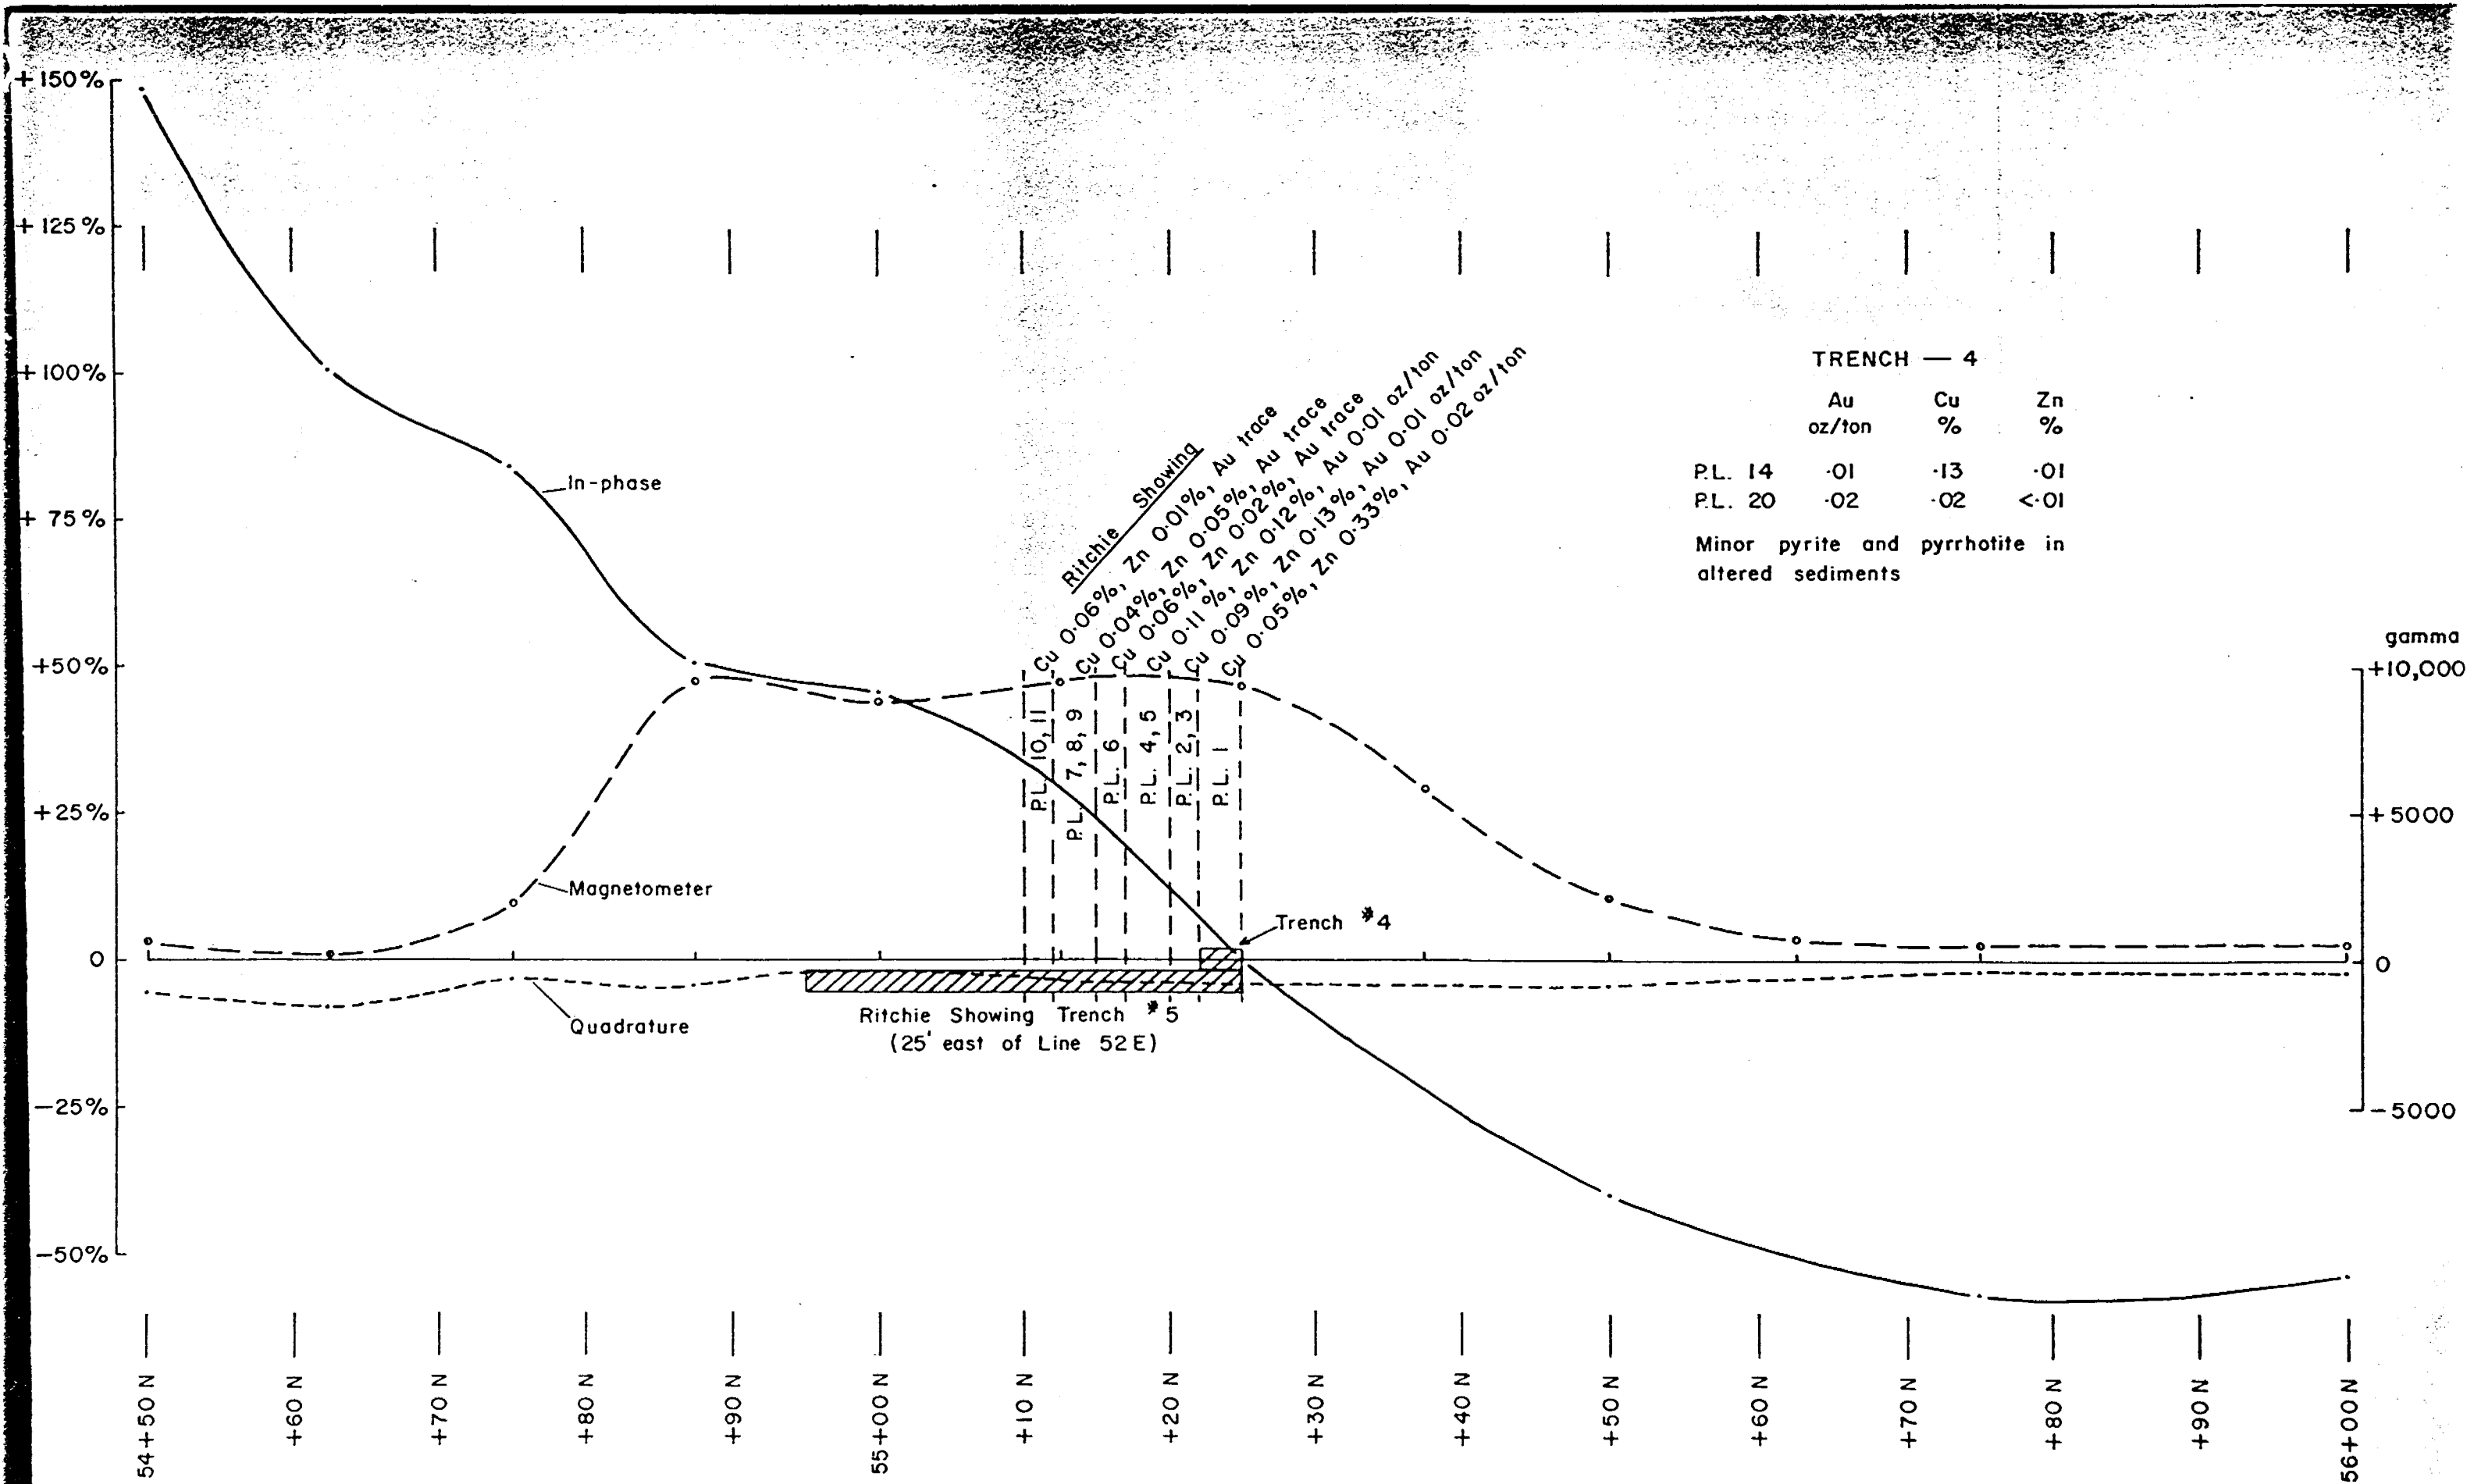 +150%
+125%
+100%
+75%
+50%
+25%
0
-25%
-50%
In-phase
Magnetometer
Quadrature
Ritchie Showing
Cu 0·06%, Zn 0·01%, Au trace
Cu 0·04%, Zn 0·05%, Au trace
Cu 0·06%, Zn 0·02%, Au trace
Cu 0·11%, Zn 0·12%, Au 0·01 oz/ton
Cu 0·09%, Zn 0·13%, Au 0·01 oz/ton
Cu 0·05%, Zn 0·33%, Au 0·02 oz/ton
P.L. 10, 11
P.L. 7, 8, 9
P.L. 6
P.L. 4, 5
P.L. 2, 3
P.L. 1
Trench #4
Ritchie Showing Trench #5
(25' east of Line 52E)
TRENCH — 4
Au Cu Zn
oz/ton % %
P.L. 14 ·01 ·13 ·01
P.L. 20 ·02 ·02 <·01
Minor pyrite and pyrrhotite in
altered sediments
gamma
+10,000
+5000
0
-5000
54+50 N
+60 N
+70 N
+80 N
+90 N
55+00 N
+10 N
+20 N
+30 N
+40 N
+50 N
+60 N
+70 N
+80 N
+90 N
56+00 N